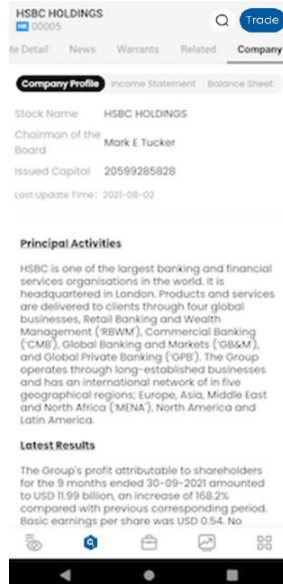 HSBC HOLDINGS
HK 00005
Trade
te Detail News Warrants Related Company
Company Profile Income Statement Balance Sheet
Stock Name HSBC HOLDINGS
Chairman of the Board Mark E Tucker
Issued Capital 20599285828
Last Update Time: 2021-08-02
Principal Activities
HSBC is one of the largest banking and financial
services organisations in the world. It is
headquartered in London. Products and services
are delivered to clients through four global
businesses, Retail Banking and Wealth
Management ('RBWM'), Commercial Banking
('CMB'), Global Banking and Markets ('GB&M'),
and Global Private Banking ('GPB'). The Group
operates through long-established businesses
and has an international network of in five
geographical regions; Europe, Asia, Middle East
and North Africa ('MENA'), North America and
Latin America.
Latest Results
The Group's profit attributable to shareholders
for the 9 months ended 30-09-2021 amounted
to USD 11.99 billion, an increase of 168.2%
compared with previous corresponding period.
Basic earnings per share was USD 0.54. No